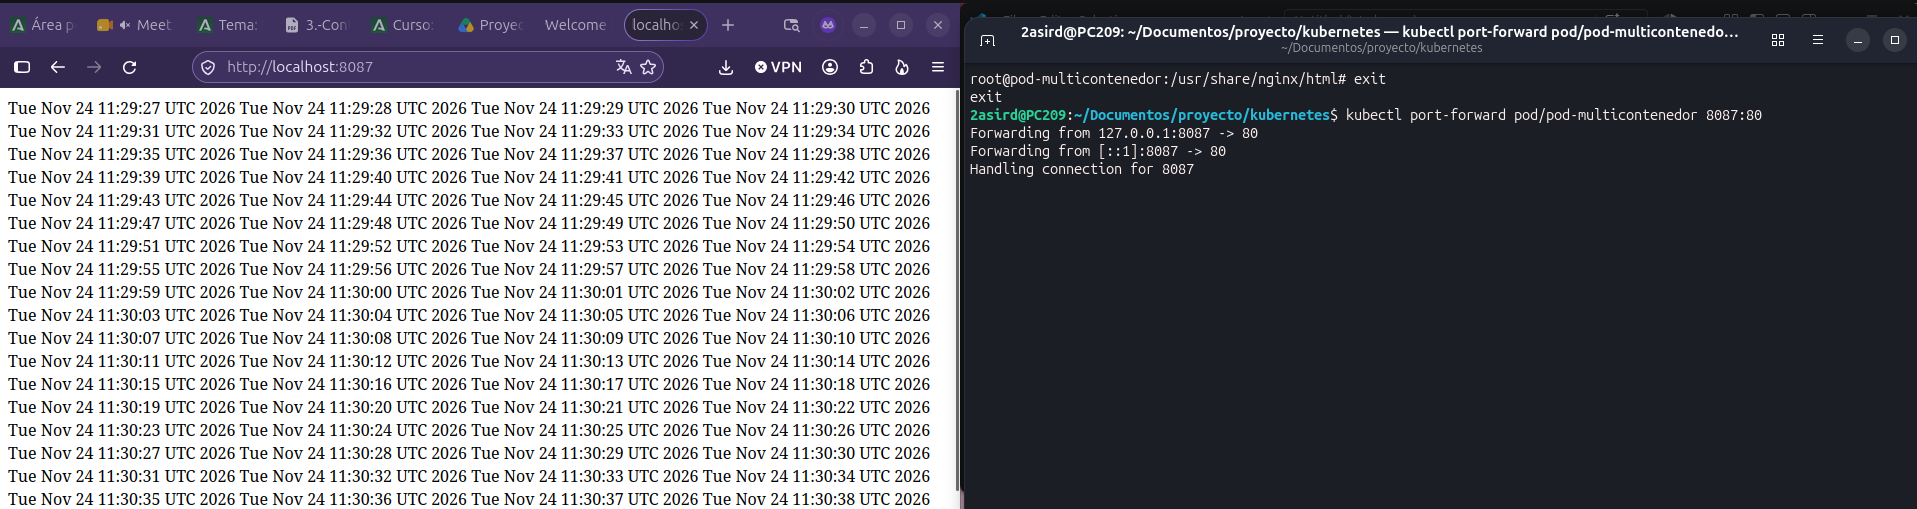 Área p
Meet
Tema:
3.-Con
Curso:
Proye
Welcome
localho
http://localhost:8087
VPN
Tue Nov 24 11:29:27 UTC 2026 Tue Nov 24 11:29:28 UTC 2026 Tue Nov 24 11:29:29 UTC 2026 Tue Nov 24 11:29:30 UTC 2026
Tue Nov 24 11:29:31 UTC 2026 Tue Nov 24 11:29:32 UTC 2026 Tue Nov 24 11:29:33 UTC 2026 Tue Nov 24 11:29:34 UTC 2026
Tue Nov 24 11:29:35 UTC 2026 Tue Nov 24 11:29:36 UTC 2026 Tue Nov 24 11:29:37 UTC 2026 Tue Nov 24 11:29:38 UTC 2026
Tue Nov 24 11:29:39 UTC 2026 Tue Nov 24 11:29:40 UTC 2026 Tue Nov 24 11:29:41 UTC 2026 Tue Nov 24 11:29:42 UTC 2026
Tue Nov 24 11:29:43 UTC 2026 Tue Nov 24 11:29:44 UTC 2026 Tue Nov 24 11:29:45 UTC 2026 Tue Nov 24 11:29:46 UTC 2026
Tue Nov 24 11:29:47 UTC 2026 Tue Nov 24 11:29:48 UTC 2026 Tue Nov 24 11:29:49 UTC 2026 Tue Nov 24 11:29:50 UTC 2026
Tue Nov 24 11:29:51 UTC 2026 Tue Nov 24 11:29:52 UTC 2026 Tue Nov 24 11:29:53 UTC 2026 Tue Nov 24 11:29:54 UTC 2026
Tue Nov 24 11:29:55 UTC 2026 Tue Nov 24 11:29:56 UTC 2026 Tue Nov 24 11:29:57 UTC 2026 Tue Nov 24 11:29:58 UTC 2026
Tue Nov 24 11:29:59 UTC 2026 Tue Nov 24 11:30:00 UTC 2026 Tue Nov 24 11:30:01 UTC 2026 Tue Nov 24 11:30:02 UTC 2026
Tue Nov 24 11:30:03 UTC 2026 Tue Nov 24 11:30:04 UTC 2026 Tue Nov 24 11:30:05 UTC 2026 Tue Nov 24 11:30:06 UTC 2026
Tue Nov 24 11:30:07 UTC 2026 Tue Nov 24 11:30:08 UTC 2026 Tue Nov 24 11:30:09 UTC 2026 Tue Nov 24 11:30:10 UTC 2026
Tue Nov 24 11:30:11 UTC 2026 Tue Nov 24 11:30:12 UTC 2026 Tue Nov 24 11:30:13 UTC 2026 Tue Nov 24 11:30:14 UTC 2026
Tue Nov 24 11:30:15 UTC 2026 Tue Nov 24 11:30:16 UTC 2026 Tue Nov 24 11:30:17 UTC 2026 Tue Nov 24 11:30:18 UTC 2026
Tue Nov 24 11:30:19 UTC 2026 Tue Nov 24 11:30:20 UTC 2026 Tue Nov 24 11:30:21 UTC 2026 Tue Nov 24 11:30:22 UTC 2026
Tue Nov 24 11:30:23 UTC 2026 Tue Nov 24 11:30:24 UTC 2026 Tue Nov 24 11:30:25 UTC 2026 Tue Nov 24 11:30:26 UTC 2026
Tue Nov 24 11:30:27 UTC 2026 Tue Nov 24 11:30:28 UTC 2026 Tue Nov 24 11:30:29 UTC 2026 Tue Nov 24 11:30:30 UTC 2026
Tue Nov 24 11:30:31 UTC 2026 Tue Nov 24 11:30:32 UTC 2026 Tue Nov 24 11:30:33 UTC 2026 Tue Nov 24 11:30:34 UTC 2026
Tue Nov 24 11:30:35 UTC 2026 Tue Nov 24 11:30:36 UTC 2026 Tue Nov 24 11:30:37 UTC 2026 Tue Nov 24 11:30:38 UTC 2026
2asird@PC209: ~/Documentos/proyecto/kubernetes — kubectl port-forward pod/pod-multicontenedo…
~/Documentos/proyecto/kubernetes
root@pod-multicontenedor:/usr/share/nginx/html# exit
exit
2asird@PC209:~/Documentos/proyecto/kubernetes$ kubectl port-forward pod/pod-multicontenedor 8087:80
Forwarding from 127.0.0.1:8087 -> 80
Forwarding from [::1]:8087 -> 80
Handling connection for 8087